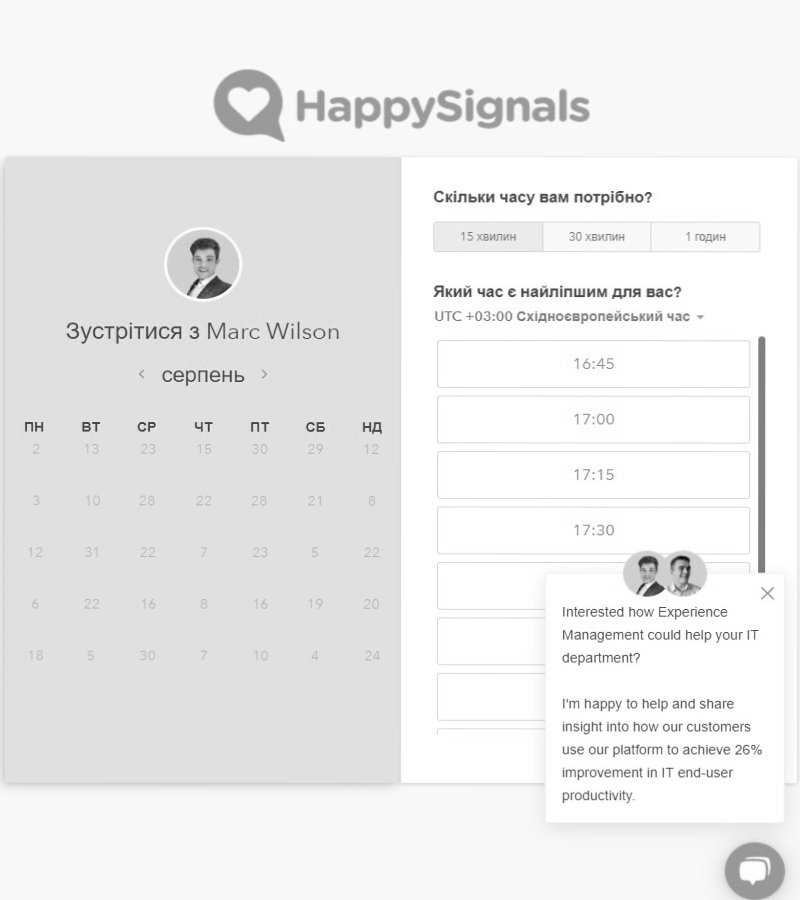 HappySignals
Зустрітися з Marc Wilson
серпень
ПН ВТ СР ЧТ ПТ СБ НД
2 13 23 15 30 29 12
3 10 28 22 28 21 8
12 31 22 7 23 5 22
6 22 16 8 16 19 20
18 5 30 7 10 4 24
Скільки часу вам потрібно?
15 хвилин 30 хвилин 1 годин
Який час є найліпшим для вас?
UTC +03:00 Східноєвропейський час
16:45
17:00
17:15
17:30
Interested how Experience
Management could help your IT
department?
I'm happy to help and share
insight into how our customers
use our platform to achieve 26%
improvement in IT end-user
productivity.